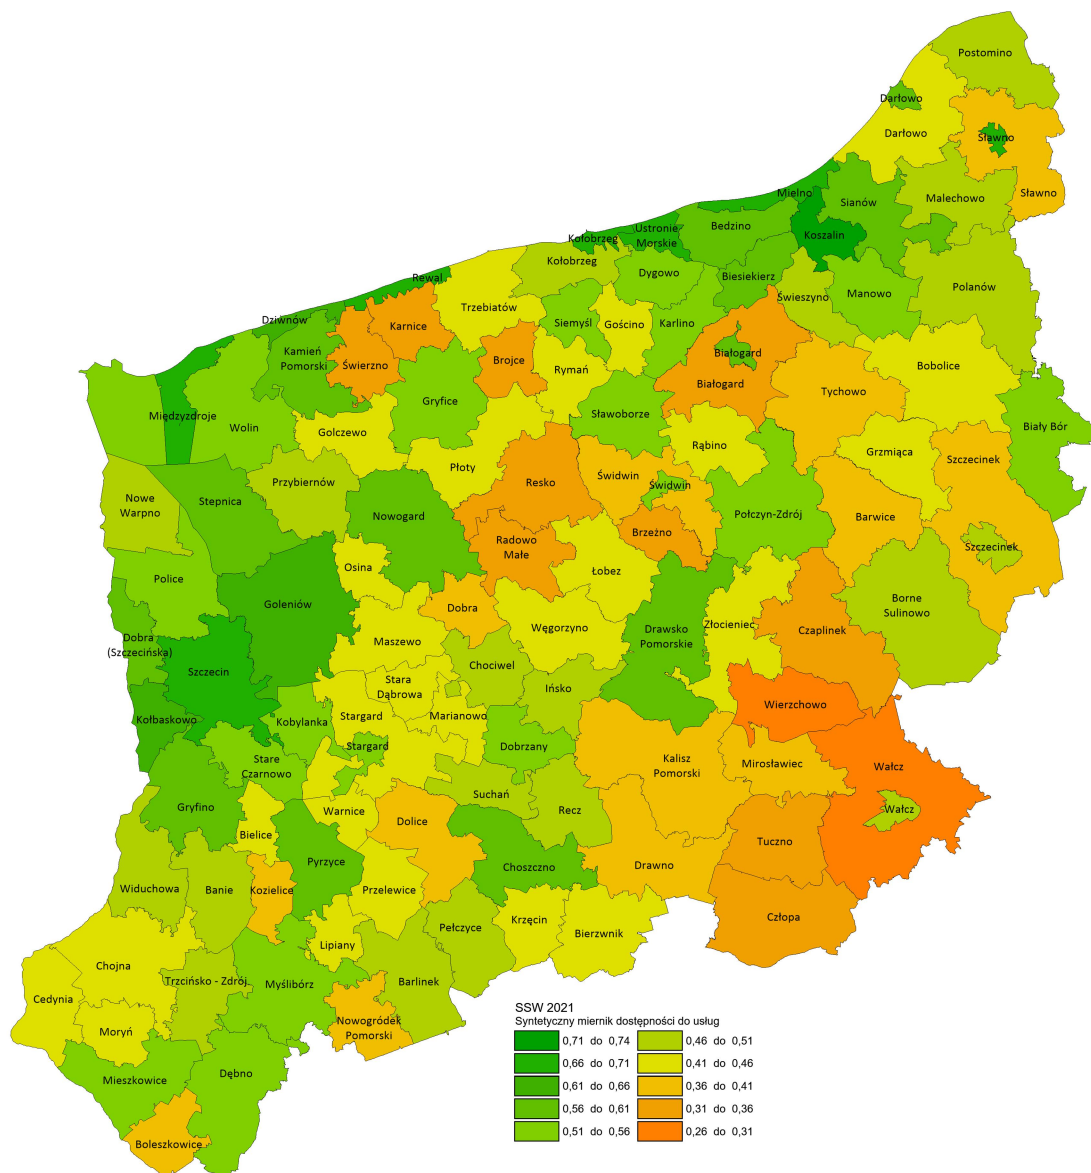 Postomino
Darłowo
Darłowo
Sławno
Sławno
Mielno
Sianów
Malechowo
Koszalin
Ustronie
Morskie
Bedzino
Kołobrzeg
Kołobrzeg
Dygowo
Biesiekierz
Świeszyno
Manowo
Polanów
Rewal
Trzebiatów
Dziwnów
Karnice
Siemyśl
Gościno
Karlino
Kamień
Pomorski
Świerzno
Brojce
Rymań
Białogard
Białogard
Tychowo
Bobolice
Międzyzdroje
Wolin
Golczewo
Gryfice
Sławoborze
Rąbino
Grzmiąca
Szczecinek
Biały Bór
Płoty
Nowe
Warpno
Stepnica
Przybiernów
Nowogard
Resko
Świdwin
Świdwin
Połczyn-Zdrój
Barwice
Szczecinek
Radowo
Małe
Brzeżno
Police
Osina
Łobez
Goleniów
Dobra
Borne
Sulinowo
Dobra
(Szczecińska)
Maszewo
Węgorzyno
Drawsko
Pomorskie
Złocieniec
Czaplinek
Szczecin
Chociwel
Stara
Dąbrowa
Ińsko
Kołbaskowo
Kobylanka
Stargard
Marianowo
Wierzchowo
Stargard
Dobrzany
Stare
Czarnowo
Kalisz
Pomorski
Mirosławiec
Wałcz
Suchań
Gryfino
Warnice
Dolice
Recz
Wałcz
Bielice
Tuczno
Pyrzyce
Choszczno
Drawno
Widuchowa
Banie
Kozielice
Przelewice
Człopa
Pełczyce
Krzęcin
Bierzwnik
Lipiany
Chojna
Trzcińsko - Zdrój
Myślibórz
Barlinek
Cedynia
Moryń
Nowogródek
Pomorski
Mieszkowice
Dębno
Boleszkowice
SSW 2021
Syntetyczny miernik dostępności do usług
0,71 do 0,74
0,46 do 0,51
0,66 do 0,71
0,41 do 0,46
0,61 do 0,66
0,36 do 0,41
0,56 do 0,61
0,31 do 0,36
0,51 do 0,56
0,26 do 0,31